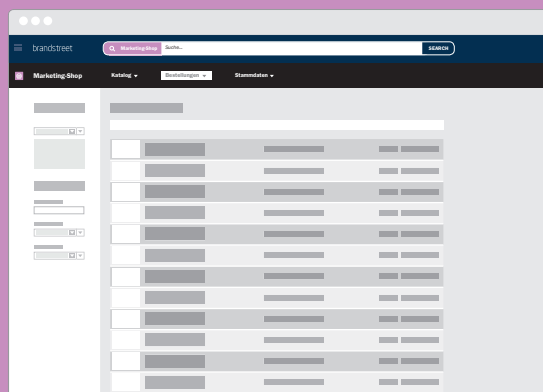 brandstreet
Marketing-Shop Suche... SEARCH
Marketing-Shop Katalog Bestellungen Stammdaten